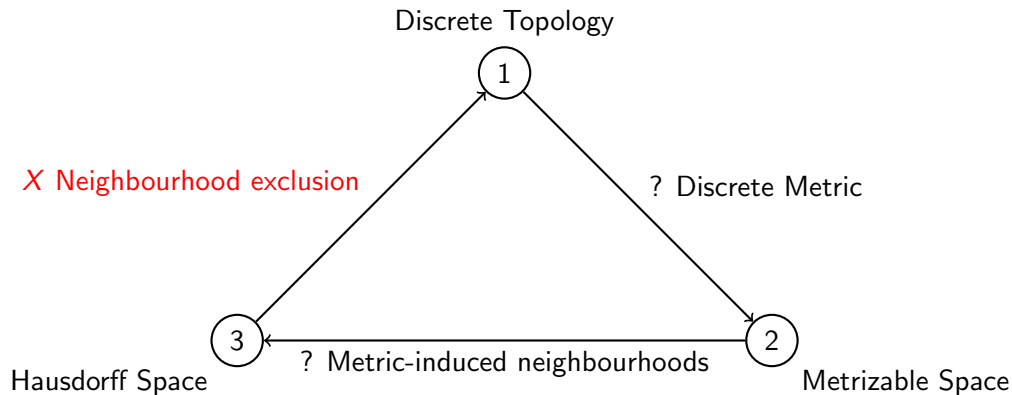 Discrete Topology
1
X Neighbourhood exclusion
? Discrete Metric
3
2
? Metric-induced neighbourhoods
Hausdorff Space
Metrizable Space